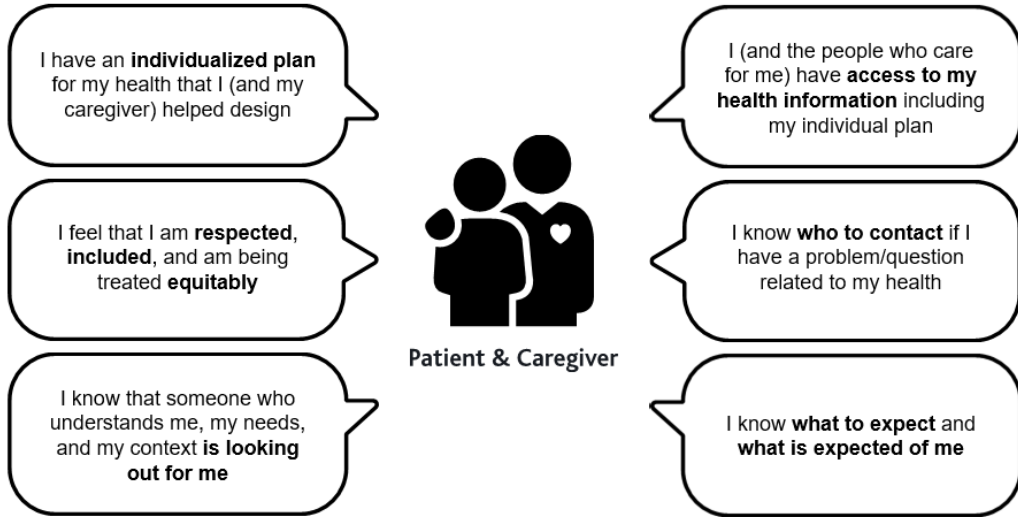 I have an individualized plan
for my health that I (and my
caregiver) helped design
I feel that I am respected,
included, and am being
treated equitably
I know that someone who
understands me, my needs,
and my context is looking
out for me
Patient & Caregiver
I (and the people who care
for me) have access to my
health information including
my individual plan
I know who to contact if I
have a problem/question
related to my health
I know what to expect and
what is expected of me